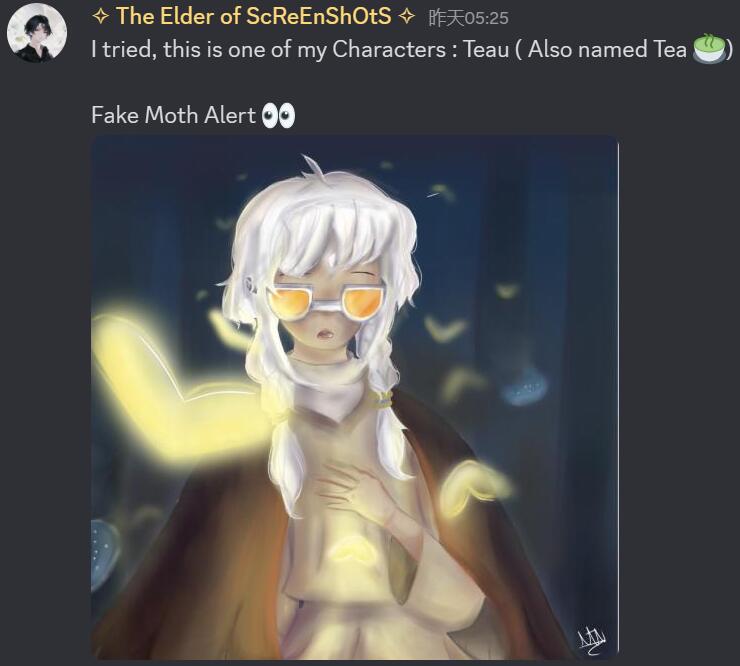 ✧ The Elder of ScReEnShOtS ✧ 昨天05:25
I tried, this is one of my Characters : Teau ( Also named Tea 🍵)
Fake Moth Alert 👀